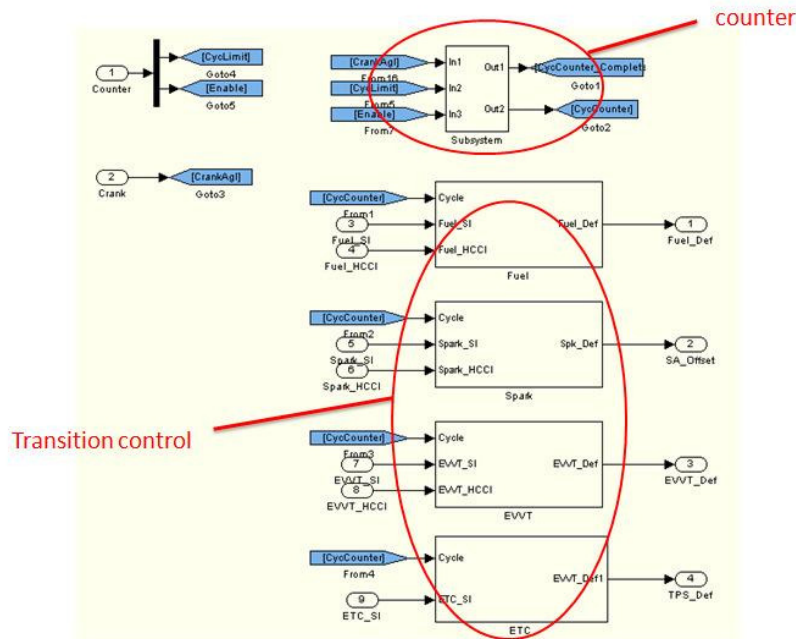 counter
1
Counter
[CycLimit]
Goto4
[Enable]
Goto5
[CrankAgl]
From16
[CycLimit]
From5
[Enable]
From7
In1
In2
In3
Out1
Out2
Subsystem
[CycCounter_Complete
Goto1
[CycCounter]
Goto2
2
Crank
[CrankAgl]
Goto3
[CycCounter]
From1
3
Fuel_SI
4
Fuel_HCCI
Cycle
Fuel_SI
Fuel_HCCI
Fuel_Def
Fuel
1
Fuel_Def
[CycCounter]
From2
5
Spark_SI
6
Spark_HCCI
Cycle
Spark_SI
Spark_HCCI
Spk_Def
Spark
2
SA_Offset
Transition control
[CycCounter]
From3
7
EVVT_SI
8
EVVT_HCCI
Cycle
EVVT_SI
EVVT_HCCI
EVVT_Def
EVVT
3
EVVT_Def
[CycCounter]
From4
9
ETC_SI
Cycle
ETC_SI
EVVT_Def1
ETC
4
TPS_Def